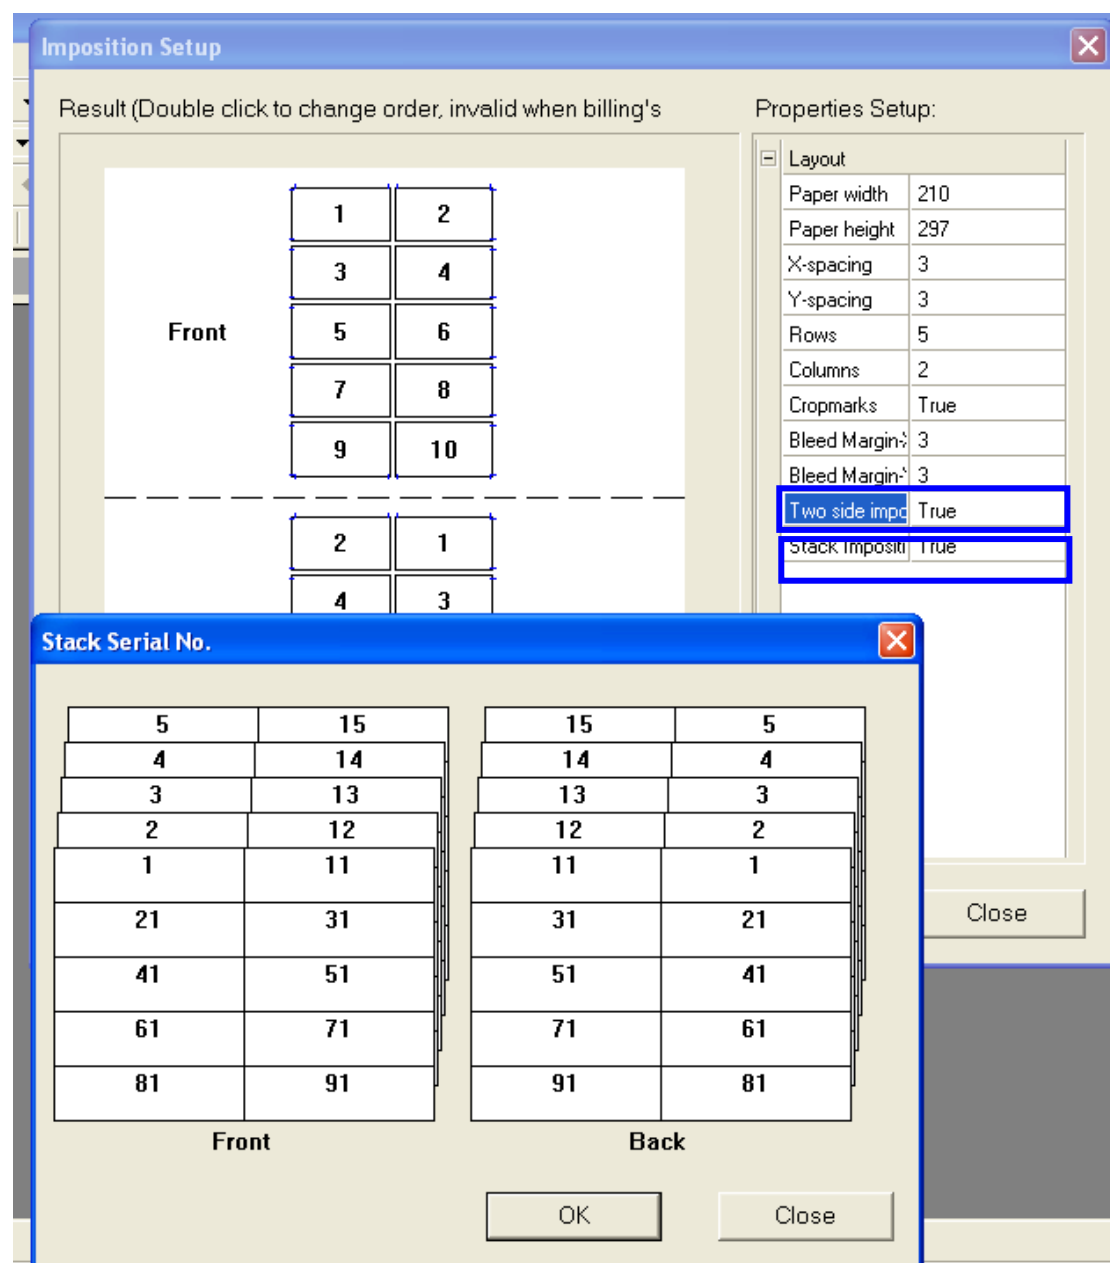 Imposition Setup
Result (Double click to change order, invalid when billing's
Properties Setup:
1 2
3 4
Front 5 6
7 8
9 10
2 1
4 3
Layout
Paper width 210
Paper height 297
X-spacing 3
Y-spacing 3
Rows 5
Columns 2
Cropmarks True
Bleed Margin- 3
Bleed Margin- 3
Two side impo True
Stack Impositi True
Close
Stack Serial No.
5 15 15 5
4 14 14 4
3 13 13 3
2 12 12 2
1 11 11 1
21 31 31 21
41 51 51 41
61 71 71 61
81 91 91 81
Front Back
OK Close